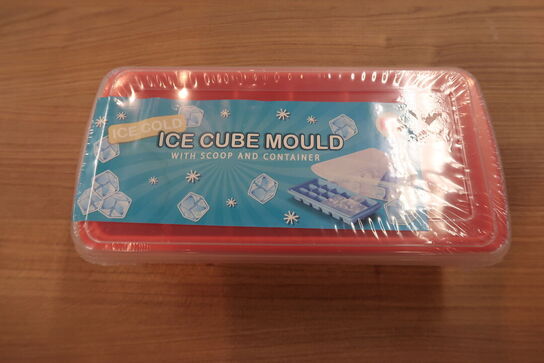 ICE COLD
ICE CUBE MOULD
WITH SCOOP AND CONTAINER